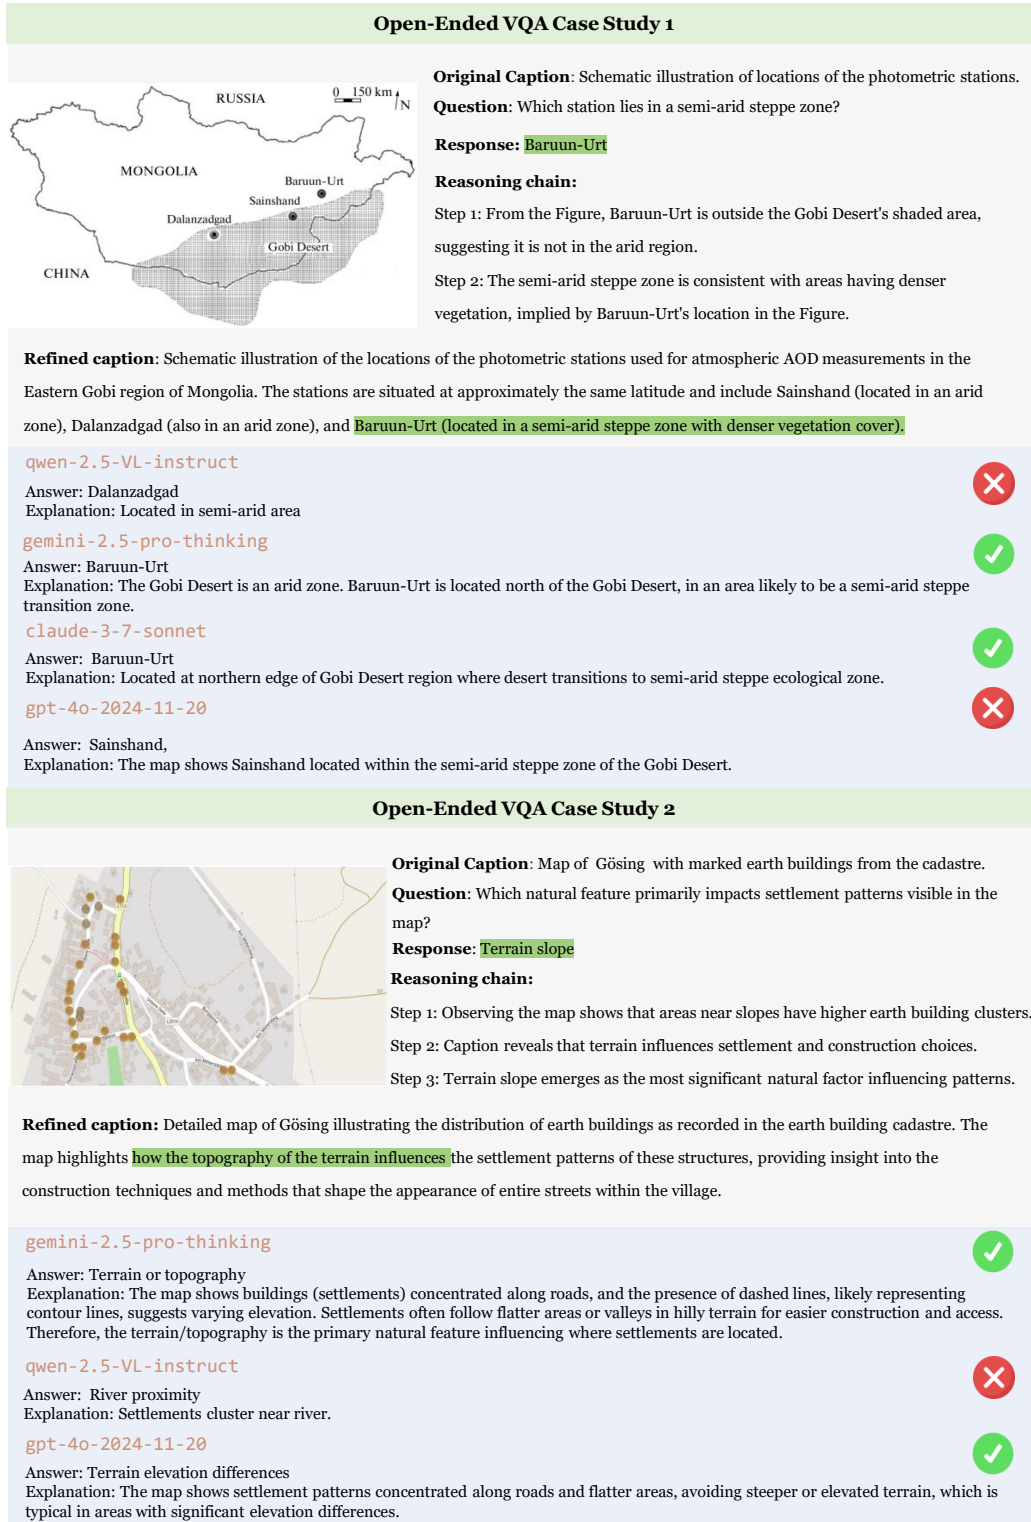 Open-Ended VQA Case Study 1
RUSSIA
0 150 km
N
MONGOLIA
Baruun-Urt
Sainshand
Dalanzadgad
Gobi Desert
CHINA
Original Caption: Schematic illustration of locations of the photometric stations.
Question: Which station lies in a semi-arid steppe zone?
Response: Baruun-Urt
Reasoning chain:
Step 1: From the Figure, Baruun-Urt is outside the Gobi Desert's shaded area,
suggesting it is not in the arid region.
Step 2: The semi-arid steppe zone is consistent with areas having denser
vegetation, implied by Baruun-Urt's location in the Figure.
Refined caption: Schematic illustration of the locations of the photometric stations used for atmospheric AOD measurements in the
Eastern Gobi region of Mongolia. The stations are situated at approximately the same latitude and include Sainshand (located in an arid
zone), Dalanzadgad (also in an arid zone), and Baruun-Urt (located in a semi-arid steppe zone with denser vegetation cover).
qwen-2.5-VL-instruct
Answer: Dalanzadgad
Explanation: Located in semi-arid area
gemini-2.5-pro-thinking
Answer: Baruun-Urt
Explanation: The Gobi Desert is an arid zone. Baruun-Urt is located north of the Gobi Desert, in an area likely to be a semi-arid steppe
transition zone.
claude-3-7-sonnet
Answer: Baruun-Urt
Explanation: Located at northern edge of Gobi Desert region where desert transitions to semi-arid steppe ecological zone.
gpt-4o-2024-11-20
Answer: Sainshand,
Explanation: The map shows Sainshand located within the semi-arid steppe zone of the Gobi Desert.
Open-Ended VQA Case Study 2
Original Caption: Map of Gösing with marked earth buildings from the cadastre.
Question: Which natural feature primarily impacts settlement patterns visible in the
map?
Response: Terrain slope
Reasoning chain:
Step 1: Observing the map shows that areas near slopes have higher earth building clusters.
Step 2: Caption reveals that terrain influences settlement and construction choices.
Step 3: Terrain slope emerges as the most significant natural factor influencing patterns.
Refined caption: Detailed map of Gösing illustrating the distribution of earth buildings as recorded in the earth building cadastre. The
map highlights how the topography of the terrain influences the settlement patterns of these structures, providing insight into the
construction techniques and methods that shape the appearance of entire streets within the village.
gemini-2.5-pro-thinking
Answer: Terrain or topography
Eexplanation: The map shows buildings (settlements) concentrated along roads, and the presence of dashed lines, likely representing
contour lines, suggests varying elevation. Settlements often follow flatter areas or valleys in hilly terrain for easier construction and access.
Therefore, the terrain/topography is the primary natural feature influencing where settlements are located.
qwen-2.5-VL-instruct
Answer: River proximity
Explanation: Settlements cluster near river.
gpt-4o-2024-11-20
Answer: Terrain elevation differences
Explanation: The map shows settlement patterns concentrated along roads and flatter areas, avoiding steeper or elevated terrain, which is
typical in areas with significant elevation differences.